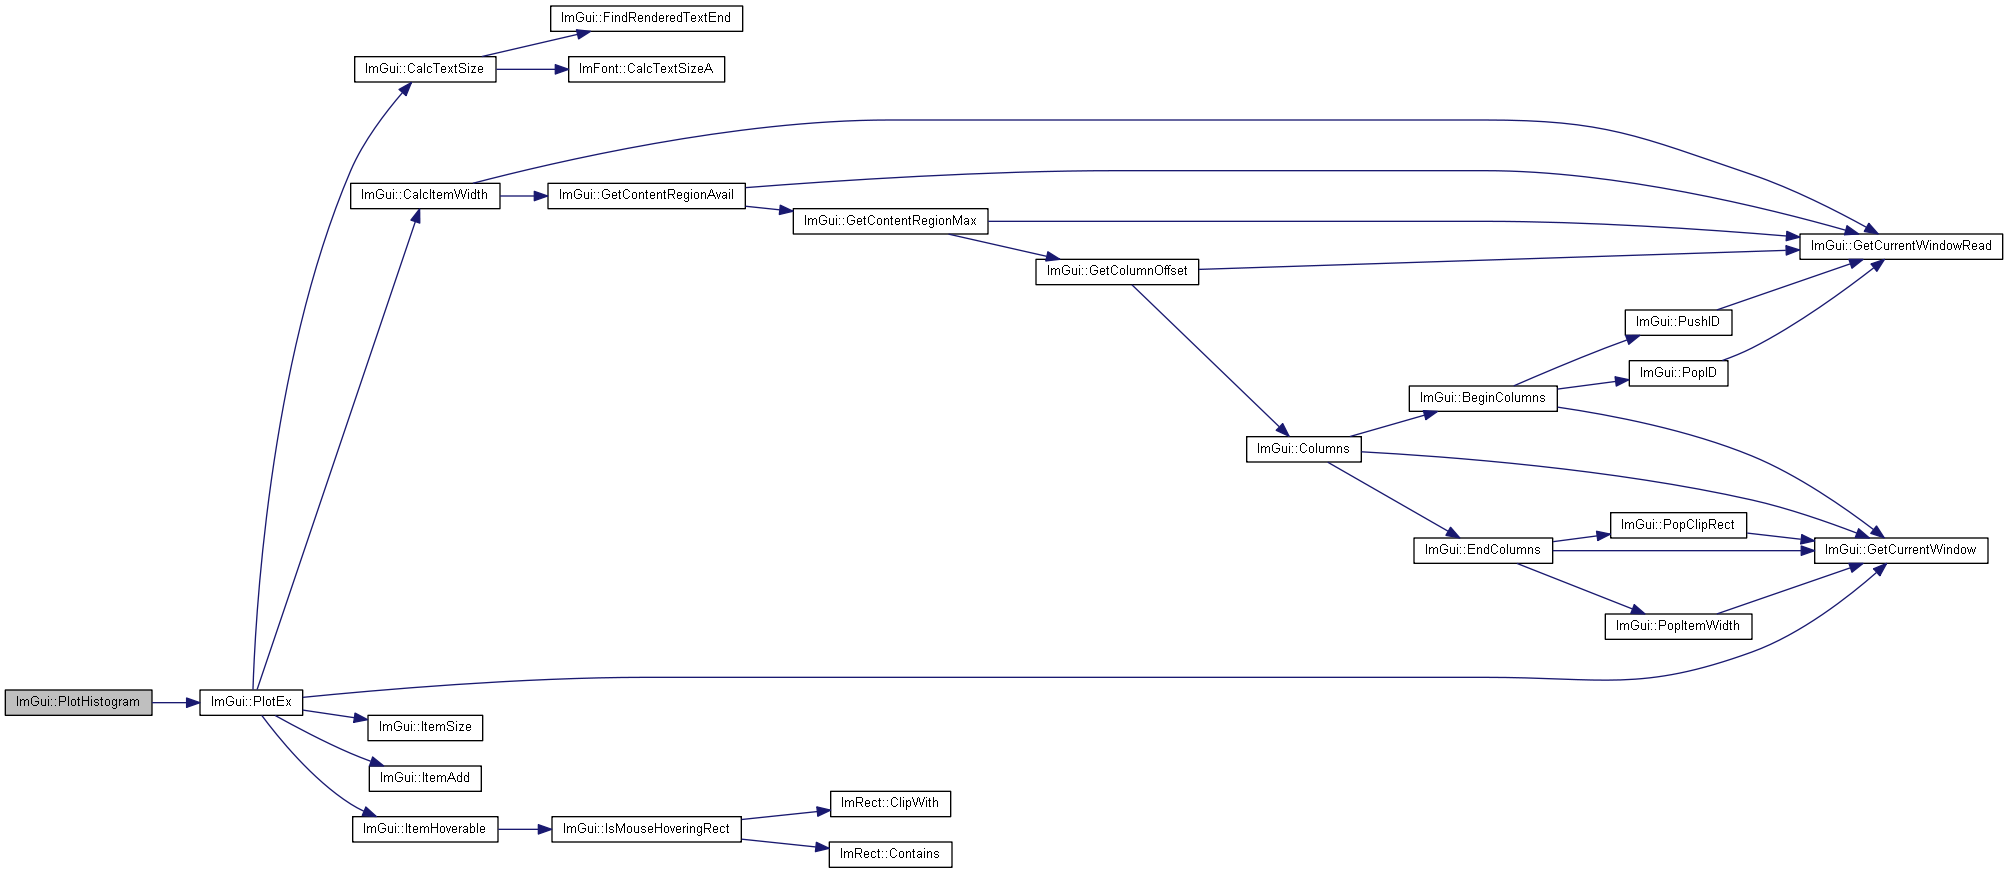 ImGui::FindRenderedTextEnd
ImGui::CalcTextSize
ImFont::CalcTextSizeA
ImGui::CalcItemWidth
ImGui::GetContentRegionAvail
ImGui::GetContentRegionMax
ImGui::GetCurrentWindowRead
ImGui::GetColumnOffset
ImGui::PushID
ImGui::PopID
ImGui::BeginColumns
ImGui::Columns
ImGui::PopClipRect
ImGui::EndColumns
ImGui::GetCurrentWindow
ImGui::PopItemWidth
ImGui::PlotHistogram
ImGui::PlotEx
ImGui::ItemSize
ImGui::ItemAdd
ImRect::ClipWith
ImGui::ItemHoverable
ImGui::IsMouseHoveringRect
ImRect::Contains